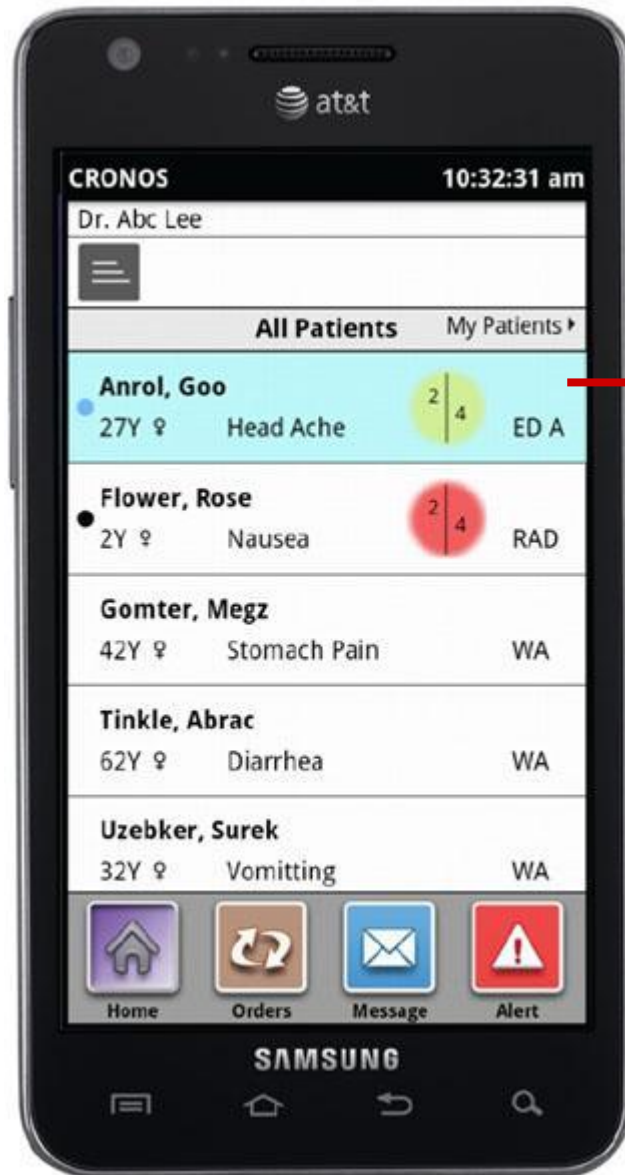 at&t
CRONOS 10:32:31 am
Dr. Abc Lee
All Patients My Patients
Anrol, Goo
2 4
27Y ♀ Head Ache ED A
Flower, Rose
2 4
2Y ♀ Nausea RAD
Gomter, Megz
42Y ♀ Stomach Pain WA
Tinkle, Abrac
62Y ♀ Diarrhea WA
Uzebker, Surek
32Y ♀ Vomitting WA
Home Orders Message Alert
SAMSUNG